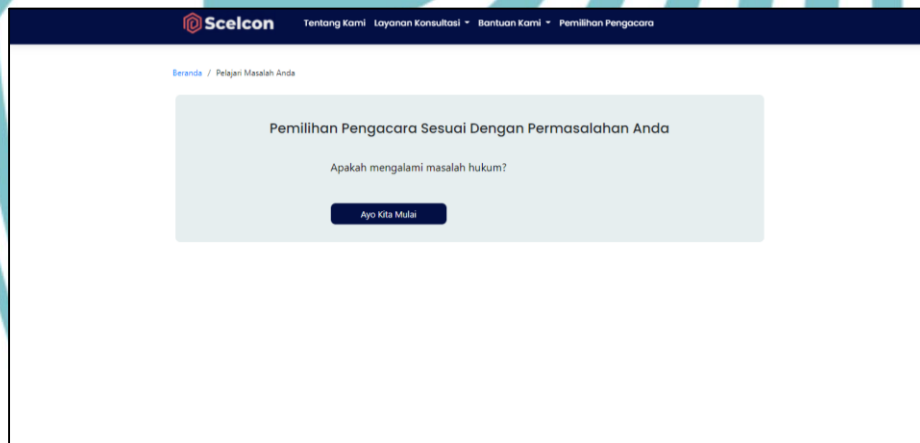 Scelcon Tentang Kami Layanan Konsultasi Bantuan Kami Pemilihan Pengacara
Beranda / Pelajari Masalah Anda
Pemilihan Pengacara Sesuai Dengan Permasalahan Anda
Apakah mengalami masalah hukum?
Ayo Kita Mulai